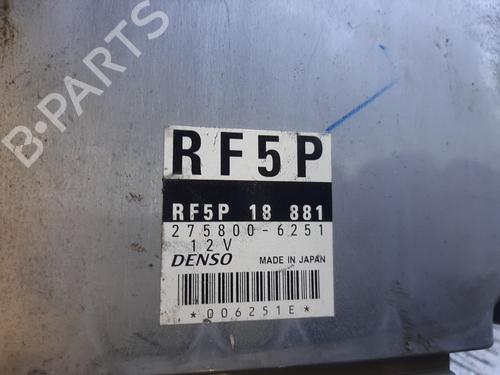 B-PARTS
RF5P
RF5P 18 881
275800-6251
12V
DENSO MADE IN JAPAN
*006251E*